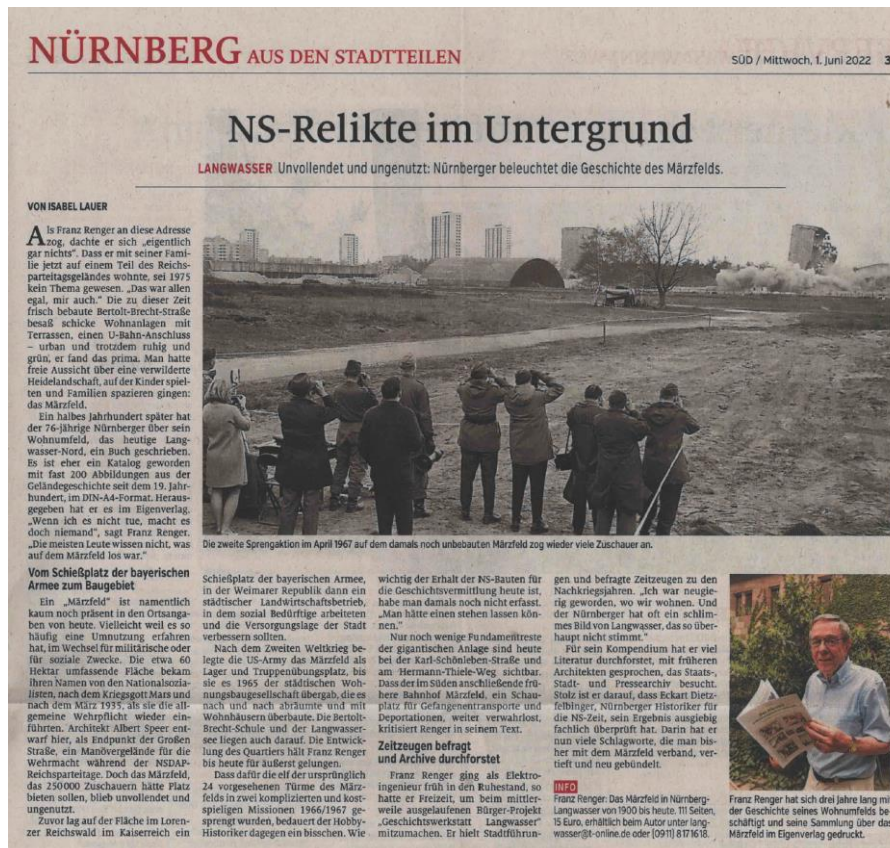 NÜRNBERG AUS DEN STADTTEILEN
SÜD / Mittwoch, 1. Juni 2022
NS-Relikte im Untergrund
LANGWASSER Unvollendet und ungenutzt: Nürnberger beleuchtet die Geschichte des Märzfelds.
VON ISABEL LAUER
Als Franz Renger an diese Adresse
zog, dachte er sich „eigentlich
gar nichts“. Dass er mit seiner Fami-
lie jetzt auf einem Teil des Reichs-
parteitagsgeländes wohnte, sei 1975
kein Thema gewesen. „Das war allen
egal, mir auch.“ Die zu dieser Zeit
frisch bebaute Bertolt-Brecht-Straße
besaß schicke Wohnanlagen mit
Terrassen, einen U-Bahn-Anschluss
– urban und trotzdem ruhig und
grün, er fand das prima. Man hatte
freie Aussicht über eine verwilderte
Heidelandschaft, auf der Kinder spiel-
ten und Familien spazieren gingen:
das Märzfeld.
Ein halbes Jahrhundert später hat
der 76-jährige Nürnberger über sein
Wohnumfeld, das heutige Lang-
wasser-Nord, ein Buch geschrieben.
Es ist eher ein Katalog geworden
mit fast 200 Abbildungen aus der
Geländegeschichte seit dem 19. Jahr-
hundert, im DIN-A4-Format. Heraus-
gegeben hat er es im Eigenverlag.
„Wenn ich es nicht tue, macht es
doch niemand“, sagt Franz Renger.
„Die meisten Leute wissen nicht, was
auf dem Märzfeld los war.“
Vom Schießplatz der bayerischen
Armee zum Baugebiet
Ein „Märzfeld“ ist namentlich
kaum noch präsent in den Ortsanga-
ben von heute. Vielleicht weil es so
häufig eine Umnutzung erfahren
hat, im Wechsel für militärische oder
für soziale Zwecke. Die etwa 60
Hektar umfassende Fläche bekam
ihren Namen von den Nationalsozia-
listen, nach dem Kriegsgott Mars und
nach dem März 1935, als sie die all-
gemeine Wehrpflicht wieder ein-
führten. Architekt Albert Speer ent-
warf hier, als Endpunkt der Großen
Straße, ein Manövergelände für die
Wehrmacht während der NSDAP-
Reichsparteitage. Doch das Märzfeld,
das 250 000 Zuschauern hätte Platz
bieten sollen, blieb unvollendet und
ungenutzt.
Zuvor lag auf der Fläche im Loren-
zer Reichswald im Kaiserreich ein
Die zweite Sprengaktion im April 1967 auf dem damals noch unbebauten Märzfeld zog wieder viele Zuschauer an.
Schießplatz der bayerischen Armee,
in der Weimarer Republik dann ein
städtischer Landwirtschaftsbetrieb,
in dem sozial Bedürftige arbeiteten
und die Versorgungslage der Stadt
verbessern sollten.
Nach dem Zweiten Weltkrieg be-
legte die US-Army das Märzfeld als
Lager und Truppenübungsplatz, bis
sie es 1965 der städtischen Woh-
nungsbaugesellschaft übergab, die es
nach und nach abräumte und mit
Wohnhäusern überbaute. Die Bertolt-
Brecht-Schule und der Langwasser-
see liegen auch darauf. Die Entwick-
lung des Quartiers hält Franz Renger
bis heute für äußerst gelungen.
Dass dafür die elf der ursprünglich
24 vorgesehenen Türme des März-
felds in zwei komplizierten und kost-
spieligen Missionen 1966/1967 ge-
sprengt wurden, bedauert der Hobby-
Historiker dagegen ein bisschen. Wie
wichtig der Erhalt der NS-Bauten für
die Geschichtsvermittlung heute ist,
habe man damals noch nicht erfasst.
„Man hätte einen stehen lassen kön-
nen.“
Nur noch wenige Fundamentreste
der gigantischen Anlage sind heute
bei der Karl-Schönleben-Straße und
am Hermann-Thiele-Weg sichtbar.
Dass der im Süden anschließende frü-
here Bahnhof Märzfeld, ein Schau-
platz für Gefangenentransporte und
Deportationen, weiter verwahrlost,
kritisiert Renger in seinem Text.
Zeitzeugen befragt
und Archive durchforstet
Franz Renger ging als Elektro-
ingenieur früh in den Ruhestand, so
hatte er Freizeit, um beim mittler-
weile ausgelaufenen Bürger-Projekt
„Geschichtswerkstatt Langwasser“
mitzumachen. Er hielt Stadtführun-
gen und befragte Zeitzeugen zu den
Nachkriegsjahren. „Ich war neugie-
rig geworden, wo wir wohnen. Und
der Nürnberger hat oft ein schlim-
mes Bild von Langwasser, das so über-
haupt nicht stimmt.“
Für sein Kompendium hat er viel
Literatur durchforstet, mit früheren
Architekten gesprochen, das Staats-,
Stadt- und Pressearchiv besucht.
Stolz ist er darauf, dass Eckart Dietz-
felbinger, Nürnberger Historiker für
die NS-Zeit, sein Ergebnis ausgiebig
fachlich überprüft hat. Darin hat er
nun viele Schlagworte, die man bis-
her mit dem Märzfeld verband, ver-
tieft und neu gebündelt.
INFO
Franz Renger: Das Märzfeld in Nürnberg-
Langwasser von 1900 bis heute. 111 Seiten,
15 Euro, erhältlich beim Autor unter lang-
wasser@t-online.de oder (0911) 8171618.
Franz Renger hat sich drei Jahre lang mit
der Geschichte seines Wohnumfelds be-
schäftigt und seine Sammlung über das
Märzfeld im Eigenverlag gedruckt.